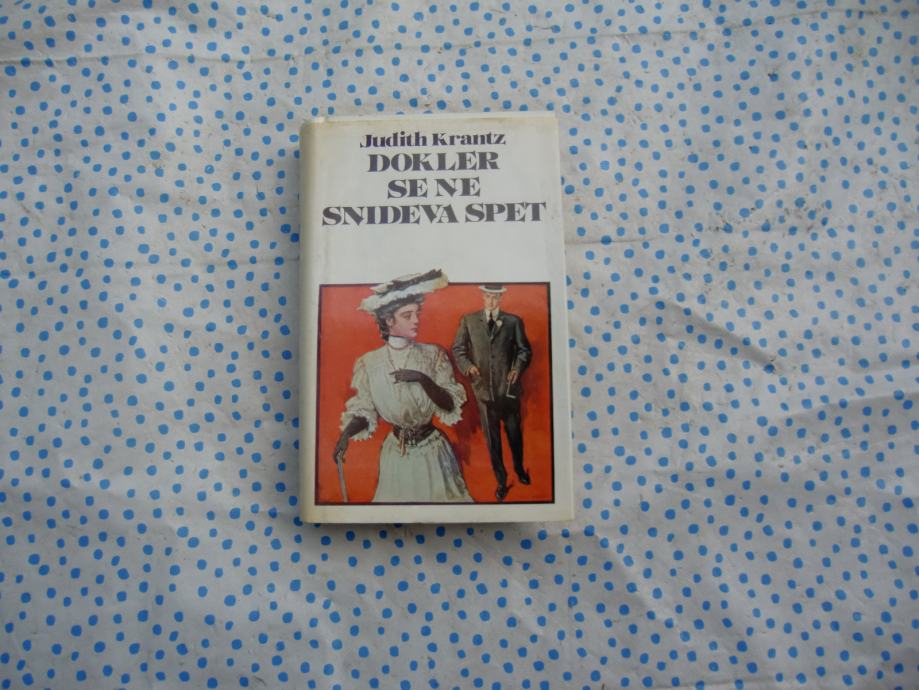 Judith Krantz
DOKLER
SE NE
SNIDEVA SPET